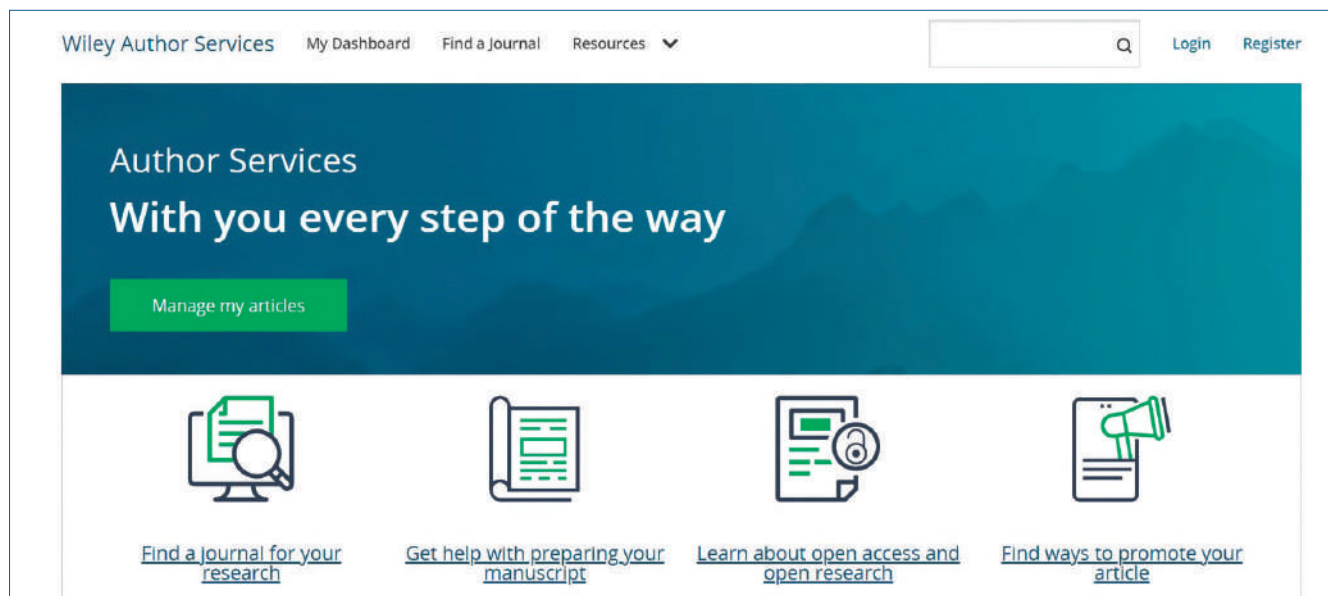 Wiley Author Services My Dashboard Find a Journal Resources Login Register
Author Services
With you every step of the way
Manage my articles
Find a journal for your
research
Get help with preparing your
manuscript
Learn about open access and
open research
Find ways to promote your
article